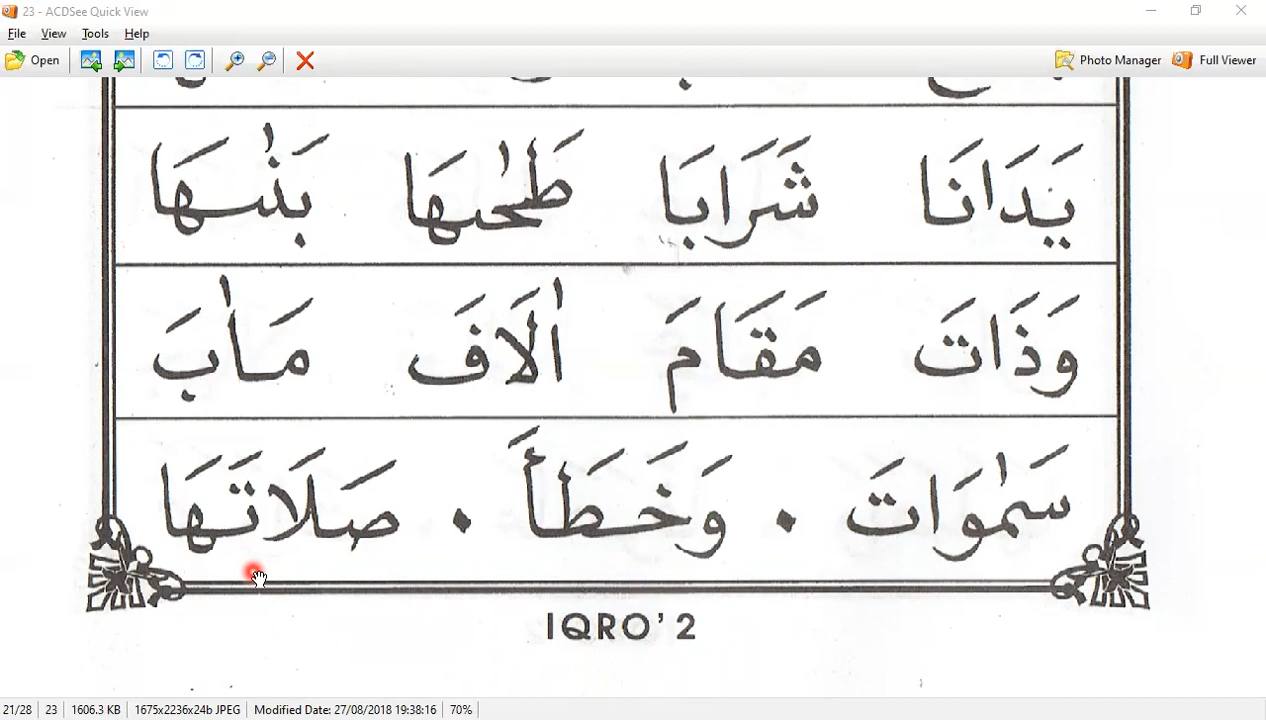 23 - ACDSee Quick View
File View Tools Help
Open Photo Manager Full Viewer
يَدَانَا شَرَابَا طَحٰىهَا بَنٰىهَا
وَذَاتَ مَقَامَ اٰلَافَ مَاٰبَ
سَمٰوَاتَ • وَخَطَأَ • صَلَاتَهَا
IQRO' 2
21/28 23 1606.3 KB 1675x2236x24b JPEG Modified Date: 27/08/2018 19:38:16 70%